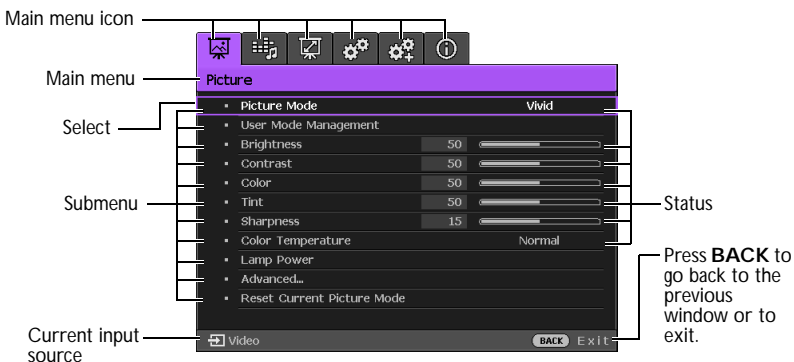 Main menu icon
Main menu
Picture
Select
Picture Mode Vivid
User Mode Management
Brightness 50
Contrast 50
Color 50
Submenu
Tint 50
Status
Sharpness 15
Color Temperature Normal
Lamp Power
Advanced...
Reset Current Picture Mode
Press BACK to
go back to the
previous
window or to
exit.
Current input
source
Video
BACK Exit